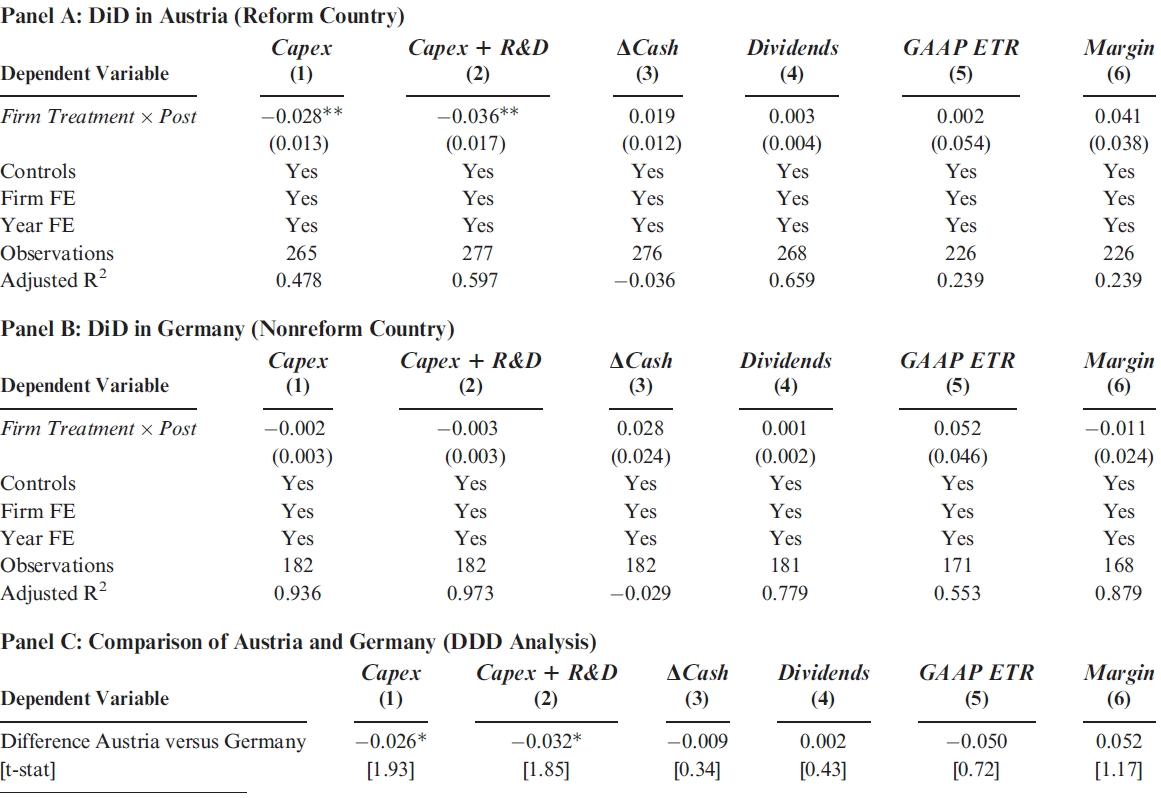 Panel A: DiD in Austria (Reform Country)
Capex Capex + R&D ΔCash Dividends GAAP ETR Margin
Dependent Variable (1) (2) (3) (4) (5) (6)
Firm Treatment × Post −0.028** −0.036** 0.019 0.003 0.002 0.041
(0.013) (0.017) (0.012) (0.004) (0.054) (0.038)
Controls Yes Yes Yes Yes Yes Yes
Firm FE Yes Yes Yes Yes Yes Yes
Year FE Yes Yes Yes Yes Yes Yes
Observations 265 277 276 268 226 226
Adjusted R² 0.478 0.597 −0.036 0.659 0.239 0.239
Panel B: DiD in Germany (Nonreform Country)
Capex Capex + R&D ΔCash Dividends GAAP ETR Margin
Dependent Variable (1) (2) (3) (4) (5) (6)
Firm Treatment × Post −0.002 −0.003 0.028 0.001 0.052 −0.011
(0.003) (0.003) (0.024) (0.002) (0.046) (0.024)
Controls Yes Yes Yes Yes Yes Yes
Firm FE Yes Yes Yes Yes Yes Yes
Year FE Yes Yes Yes Yes Yes Yes
Observations 182 182 182 181 171 168
Adjusted R² 0.936 0.973 −0.029 0.779 0.553 0.879
Panel C: Comparison of Austria and Germany (DDD Analysis)
Capex Capex + R&D ΔCash Dividends GAAP ETR Margin
Dependent Variable (1) (2) (3) (4) (5) (6)
Difference Austria versus Germany −0.026* −0.032* −0.009 0.002 −0.050 0.052
[t-stat] [1.93] [1.85] [0.34] [0.43] [0.72] [1.17]